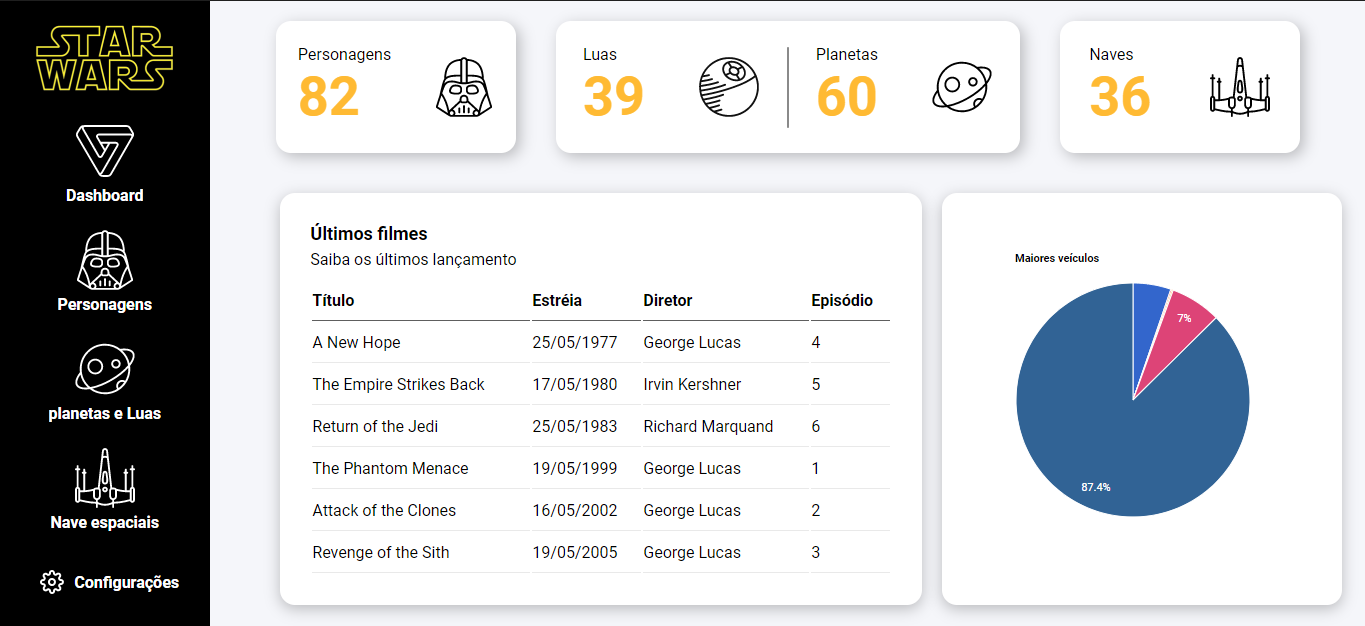 STAR
WARS
Dashboard
Personagens
planetas e Luas
Nave espaciais
Configurações
Personagens
82
Luas
39
Planetas
60
Naves
36
Últimos filmes
Saiba os últimos lançamento
Título Estréia Diretor Episódio
A New Hope 25/05/1977 George Lucas 4
The Empire Strikes Back 17/05/1980 Irvin Kershner 5
Return of the Jedi 25/05/1983 Richard Marquand 6
The Phantom Menace 19/05/1999 George Lucas 1
Attack of the Clones 16/05/2002 George Lucas 2
Revenge of the Sith 19/05/2005 George Lucas 3
Maiores veículos
7%
87.4%